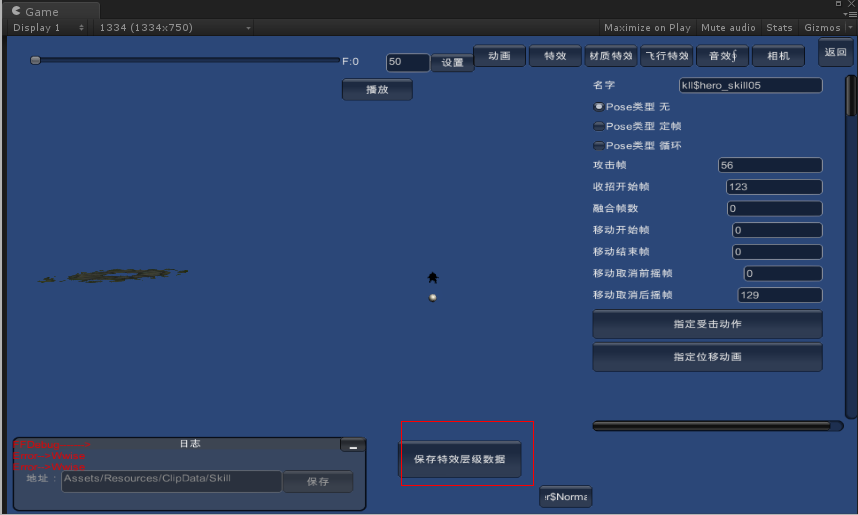 Game
Display 1 1334 (1334x750) Maximize on Play Mute audio Stats Gizmos
F:0 50 设置 动画 特效 材质特效 飞行特效 音效 相机 返回
播放
名字 kll$hero_skill05
Pose类型 无
Pose类型 定帧
Pose类型 循环
攻击帧 56
收招开始帧 123
融合帧数 0
移动开始帧 0
移动结束帧 0
移动取消前摇帧 0
移动取消后摇帧 129
指定受击动作
指定位移动画
日志
地址 : Assets/Resources/ClipData/Skill 保存
保存特效层级数据
r$Norma